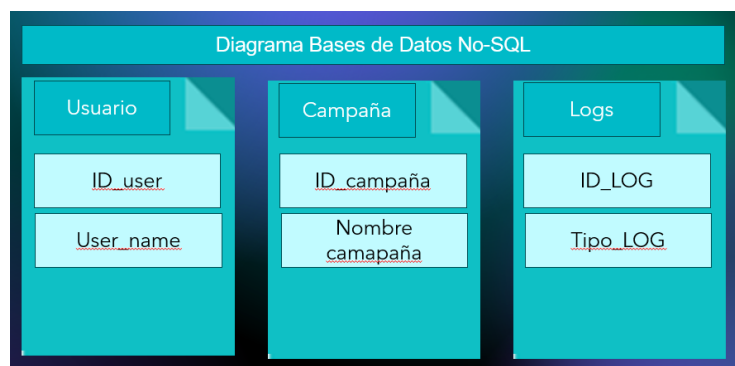 Diagrama Bases de Datos No-SQL
Usuario
ID_user
User_name
Campaña
ID_campaña
Nombre
camapaña
Logs
ID_LOG
Tipo_LOG